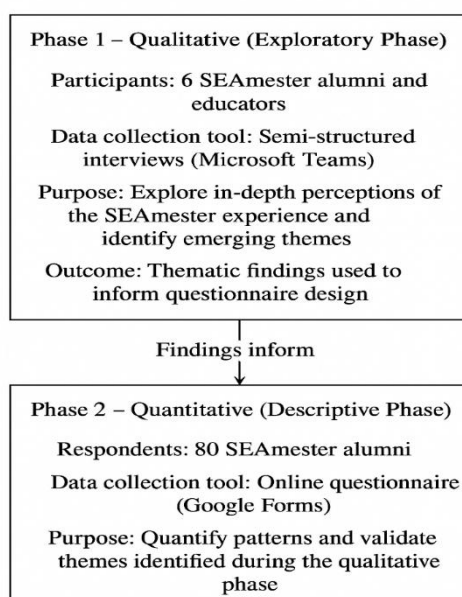 Phase 1 – Qualitative (Exploratory Phase)
Participants: 6 SEAmester alumni and
educators
Data collection tool: Semi-structured
interviews (Microsoft Teams)
Purpose: Explore in-depth perceptions of
the SEAmester experience and
identify emerging themes
Outcome: Thematic findings used to
inform questionnaire design
Findings inform
Phase 2 – Quantitative (Descriptive Phase)
Respondents: 80 SEAmester alumni
Data collection tool: Online questionnaire
(Google Forms)
Purpose: Quantify patterns and validate
themes identified during the qualitative
phase